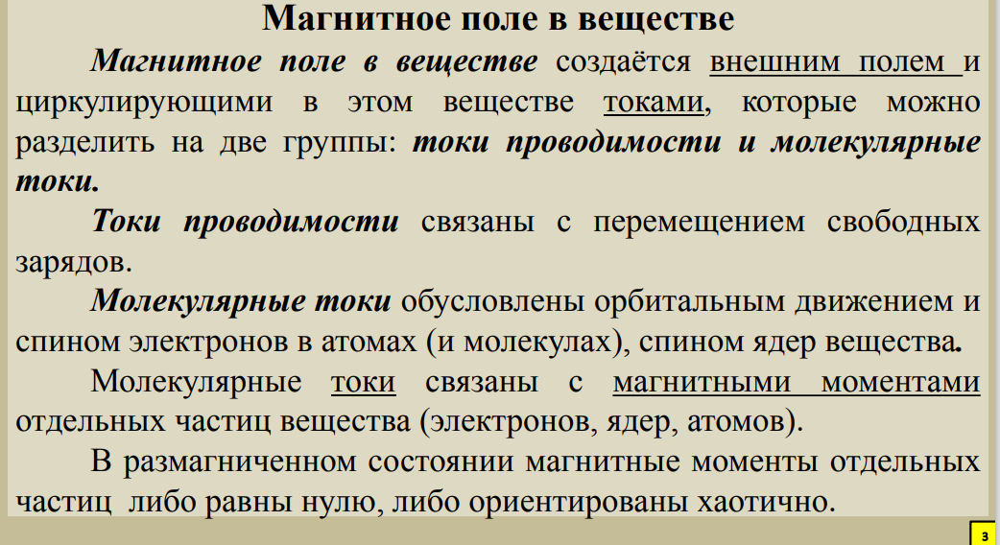 Магнитное поле в веществе
Магнитное поле в веществе создаётся внешним полем и
циркулирующими в этом веществе токами, которые можно
разделить на две группы: токи проводимости и молекулярные
токи.
Токи проводимости связаны с перемещением свободных
зарядов.
Молекулярные токи обусловлены орбитальным движением и
спином электронов в атомах (и молекулах), спином ядер вещества.
Молекулярные токи связаны с магнитными моментами
отдельных частиц вещества (электронов, ядер, атомов).
В размагниченном состоянии магнитные моменты отдельных
частиц либо равны нулю, либо ориентированы хаотично.
3